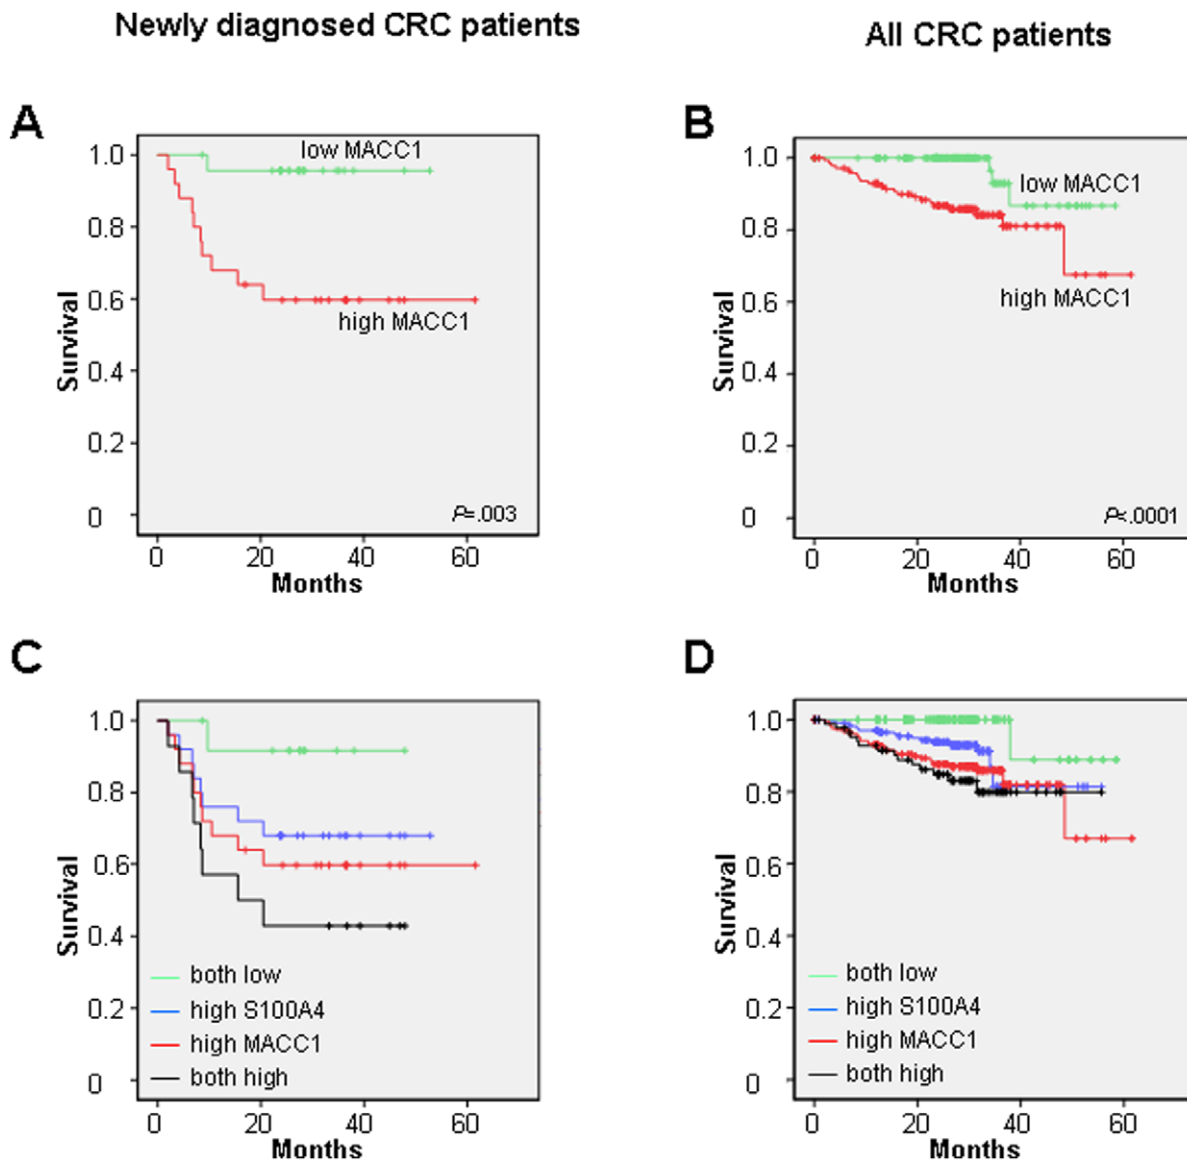 Newly diagnosed CRC patients
All CRC patients
A
1.0
0.8
0.6
0.4
0.2
0
Survival
low MACC1
high MACC1
P=.003
0 20 40 60
Months
B
1.0
0.8
0.6
0.4
0.2
0
Survival
low MACC1
high MACC1
P<.0001
0 20 40 60
Months
C
1.0
0.8
0.6
0.4
0.2
0
Survival
both low
high S100A4
high MACC1
both high
0 20 40 60
Months
D
1.0
0.8
0.6
0.4
0.2
0
Survival
both low
high S100A4
high MACC1
both high
0 20 40 60
Months